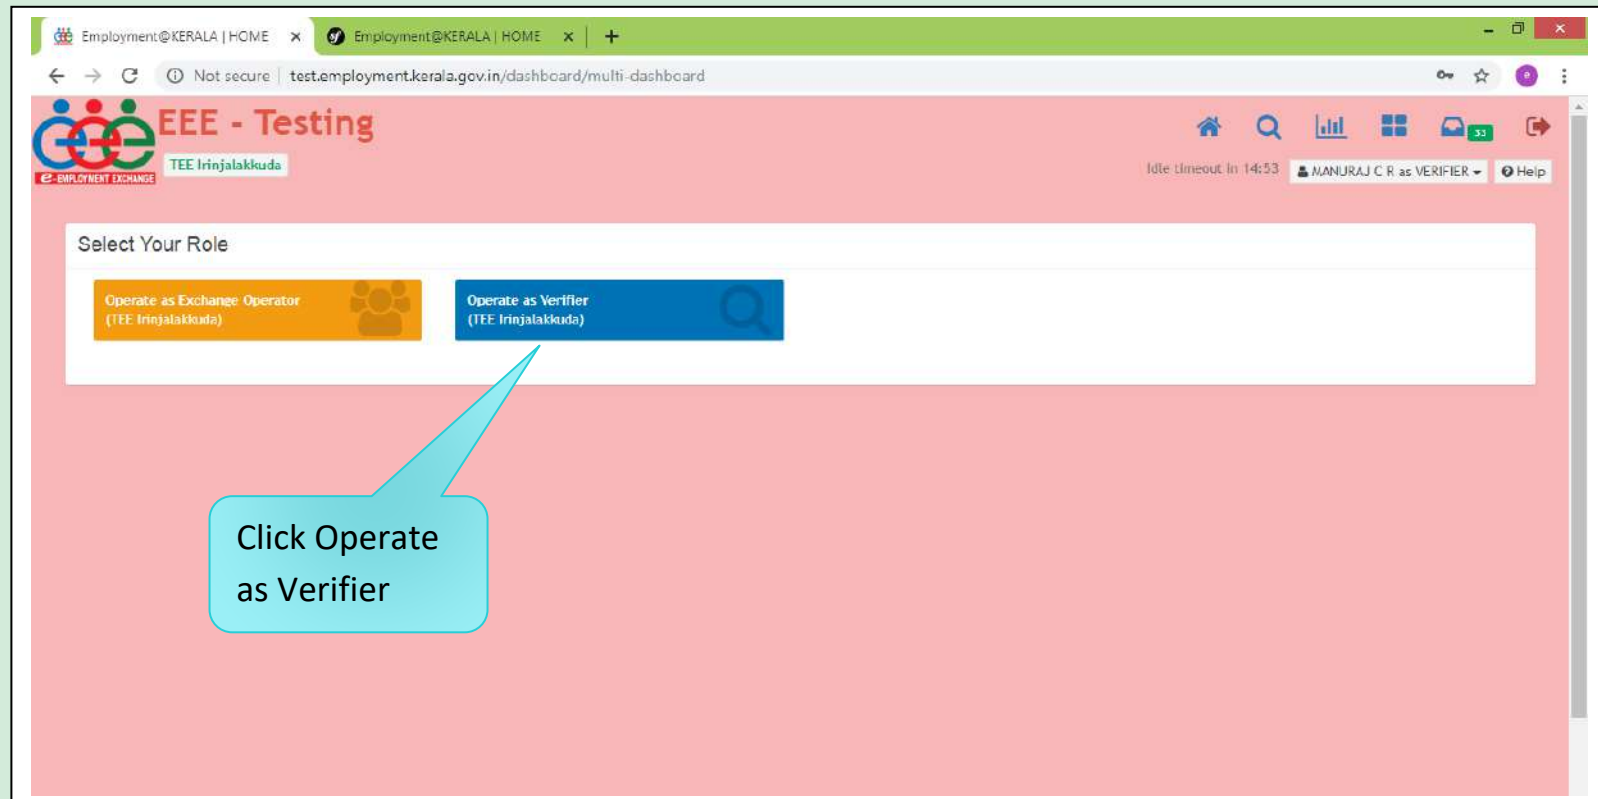 Employment@KERALA | HOME
Employment@KERALA | HOME
Not secure | test.employment.kerala.gov.in/dashboard/multi-dashboard
EEE - Testing
TEE Irinjalakkuda
e-EMPLOYMENT EXCHANGE
33
Idle timeout in 14:53
MANURAJ C R as VERIFIER
Help
Select Your Role
Operate as Exchange Operator
(TEE Irinjalakkuda)
Operate as Verifier
(TEE Irinjalakkuda)
Click Operate
as Verifier